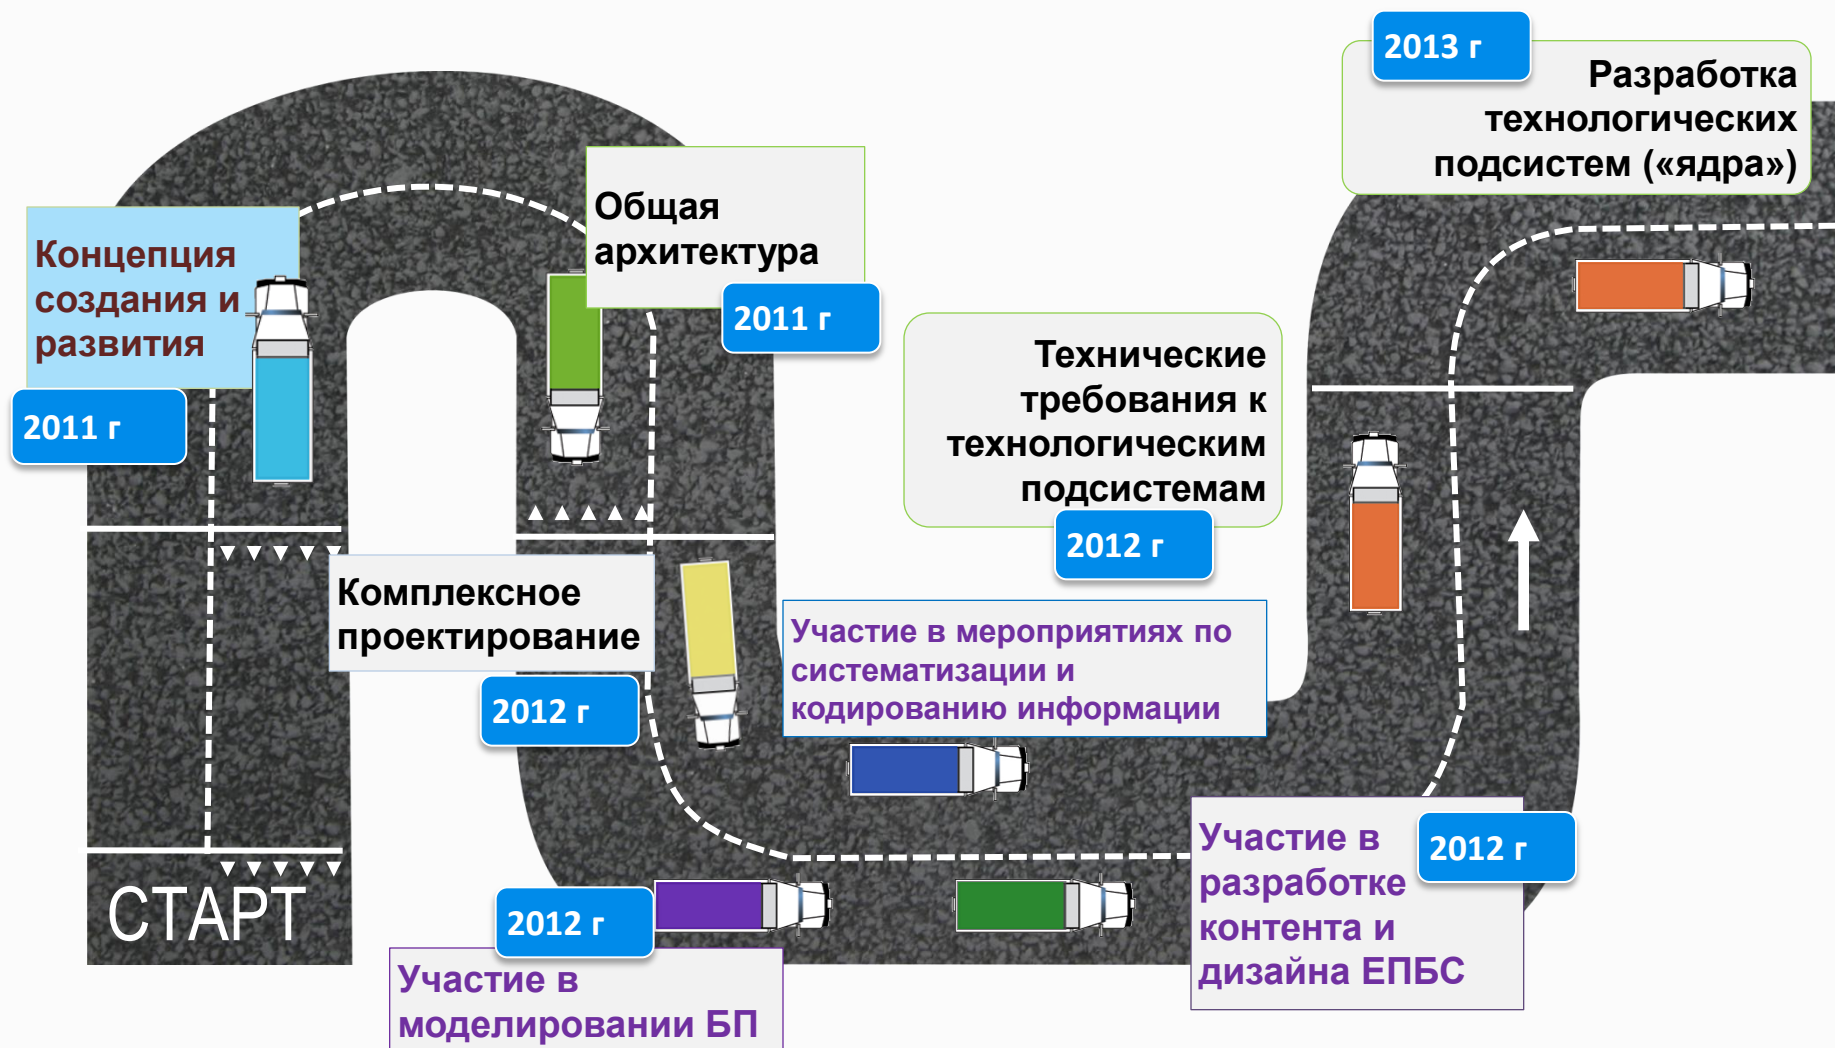 2013 г
Разработка
технологических
подсистем («ядра»)
Концепция
создания и
развития
2011 г
Общая
архитектура
2011 г
Технические
требования к
технологическим
подсистемам
2012 г
Комплексное
проектирование
2012 г
Участие в мероприятиях по
систематизации и
кодированию информации
Участие в
разработке
контента и
дизайна ЕПБС
2012 г
СТАРТ
2012 г
Участие в
моделировании БП